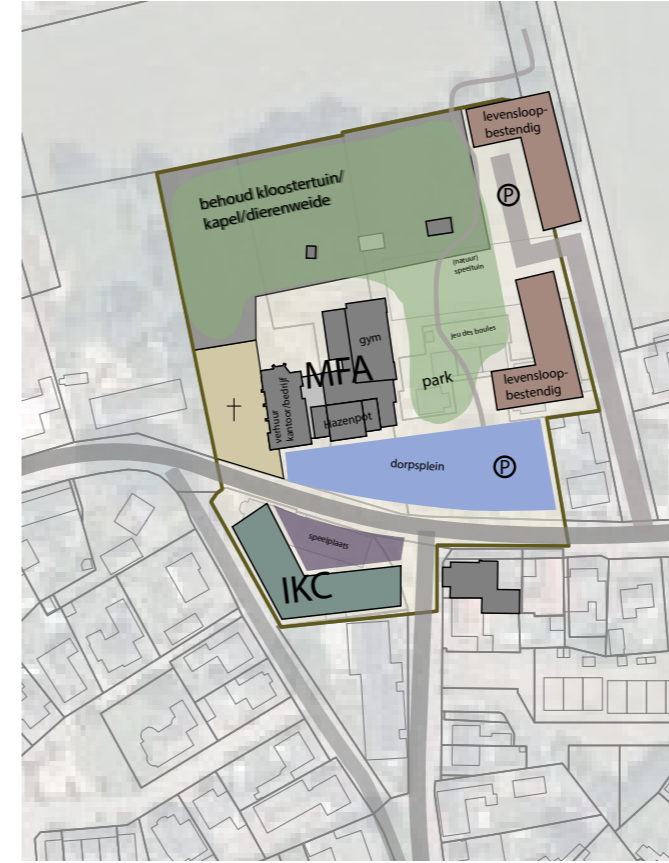 levensloop-
bestendig
behoud kloostertuin/
kapel/dierenweide
P
(natuur)
speeltuin
jeu des boules
gym
MFA
park
levensloop-
bestendig
verhuur
kantoor/bedrijf
Hazenpot
dorpsplein
P
speelplaats
IKC